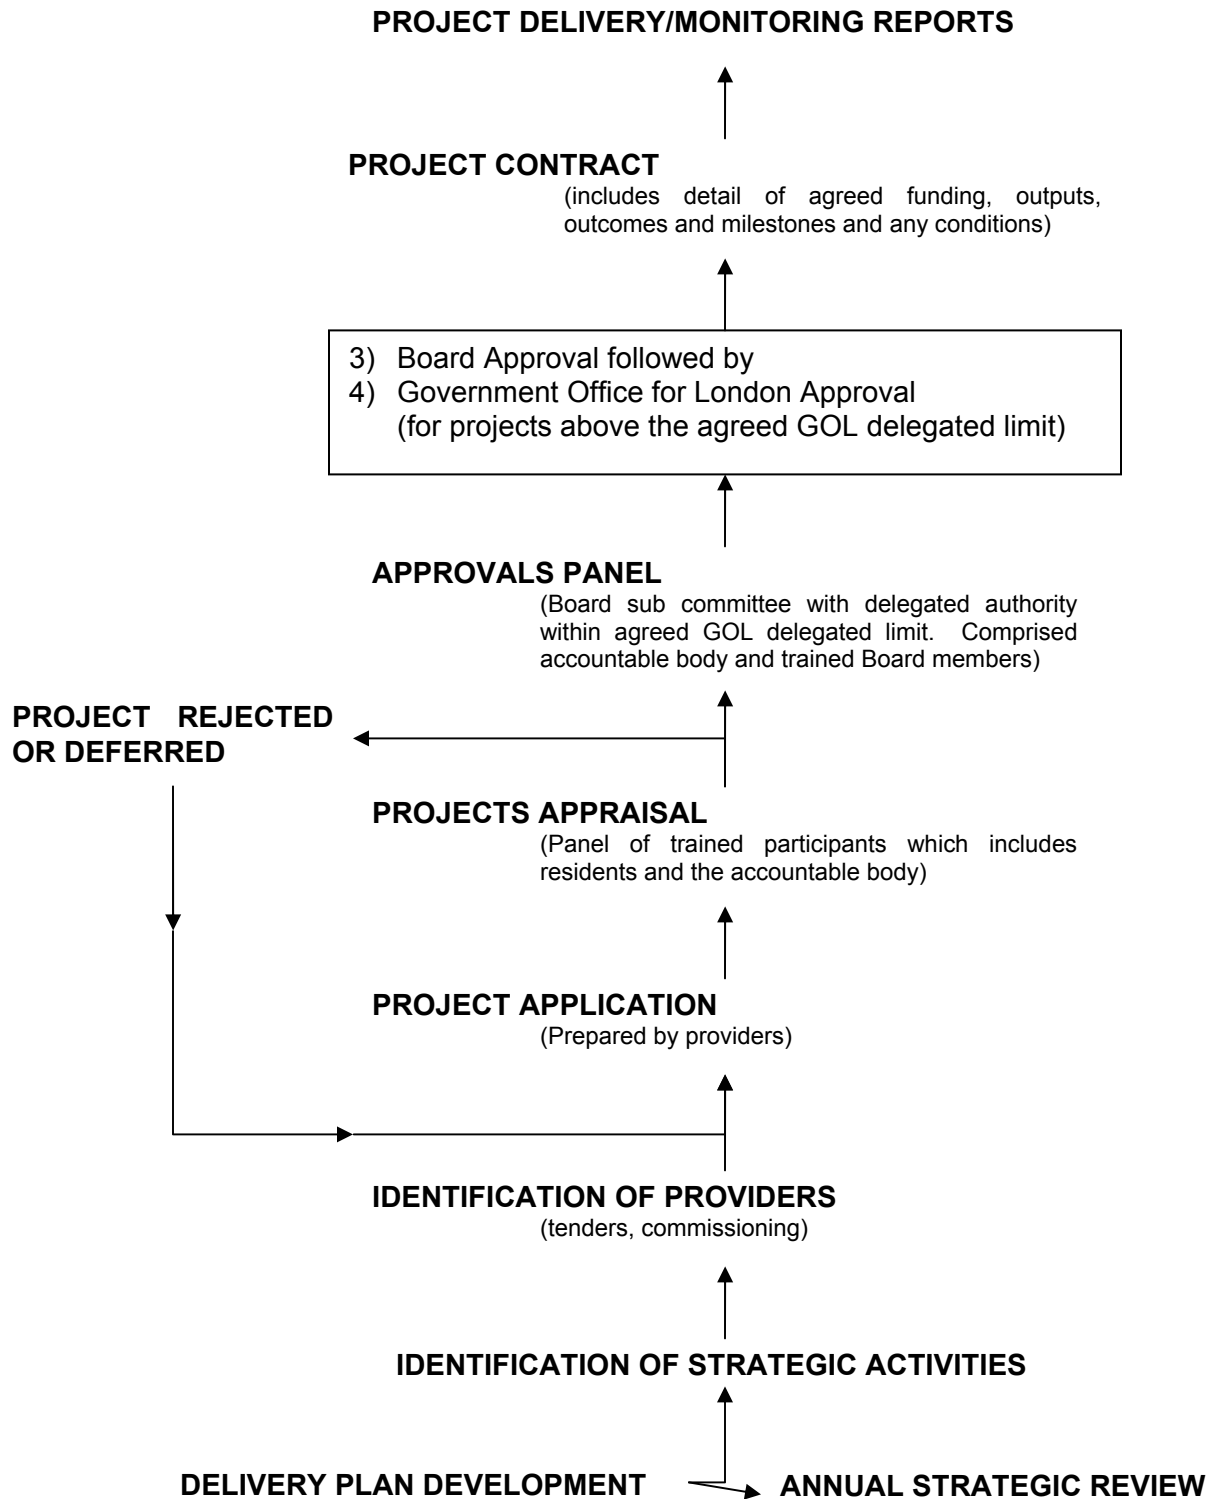 PROJECT DELIVERY/MONITORING REPORTS
PROJECT CONTRACT
(includes detail of agreed funding, outputs,
outcomes and milestones and any conditions)
3) Board Approval followed by
4) Government Office for London Approval
(for projects above the agreed GOL delegated limit)
APPROVALS PANEL
(Board sub committee with delegated authority
within agreed GOL delegated limit. Comprised
accountable body and trained Board members)
PROJECT REJECTED
OR DEFERRED
PROJECTS APPRAISAL
(Panel of trained participants which includes
residents and the accountable body)
PROJECT APPLICATION
(Prepared by providers)
IDENTIFICATION OF PROVIDERS
(tenders, commissioning)
IDENTIFICATION OF STRATEGIC ACTIVITIES
DELIVERY PLAN DEVELOPMENT
ANNUAL STRATEGIC REVIEW